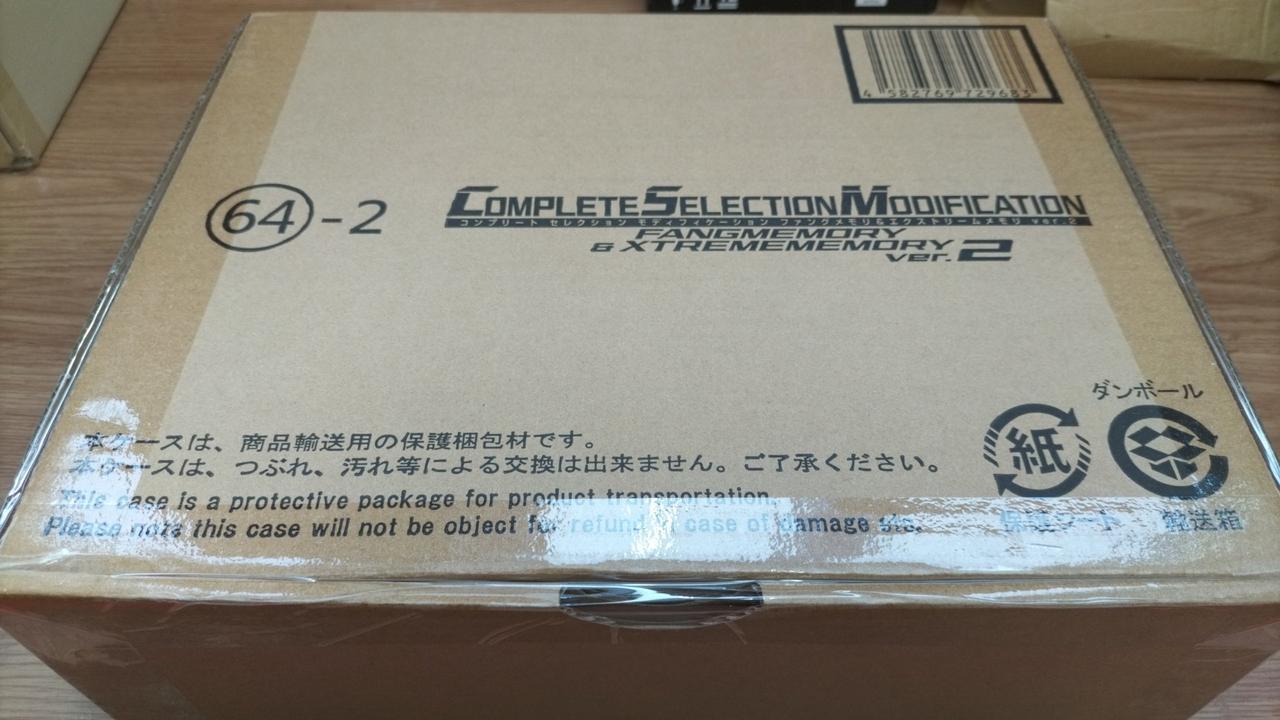 4 582769 729683
64-2
COMPLETE SELECTION MODIFICATION
コンプリート セレクション モディフィケーション ファングメモリ&エクストリームメモリ ver.2
FANGMEMORY
& XTREMEMEMORY
ver.2
ダンボール
紙
本ケースは、商品輸送用の保護梱包材です。
本ケースは、つぶれ、汚れ等による交換は出来ません。ご了承ください。
This case is a protective package for product transportation.
Please note this case will not be object for refund in case of damage etc.
保護シート
輸送箱